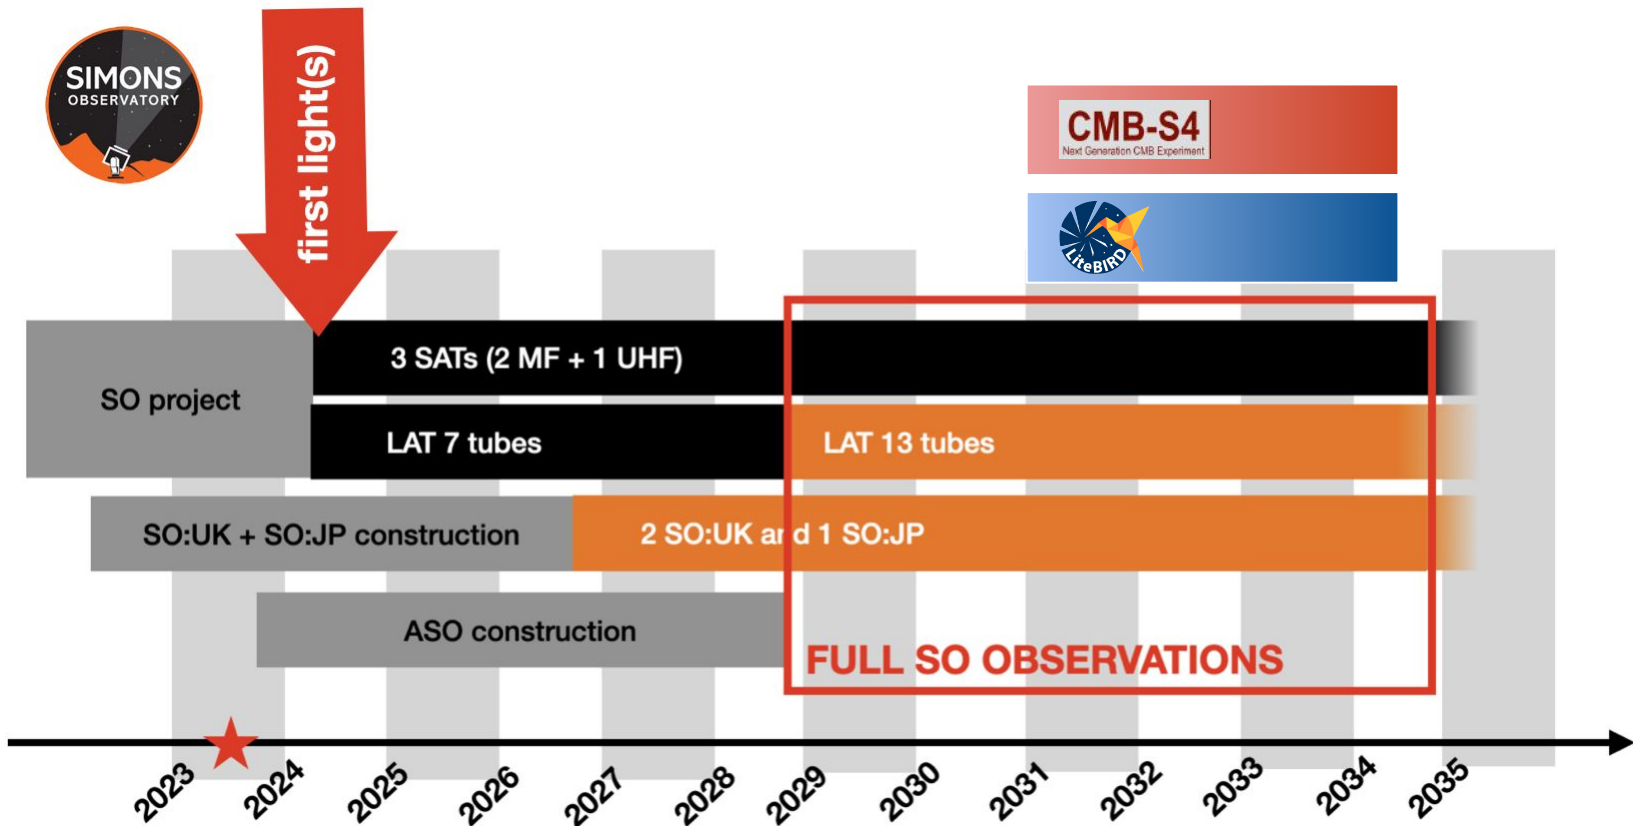 SIMONS
OBSERVATORY
first light(s)
CMB-S4
Next Generation CMB Experiment
LiteBIRD
3 SATs (2 MF + 1 UHF)
SO project
LAT 7 tubes
LAT 13 tubes
SO:UK + SO:JP construction
2 SO:UK and 1 SO:JP
ASO construction
FULL SO OBSERVATIONS
2023
2024
2025
2026
2027
2028
2029
2030
2031
2032
2033
2034
2035